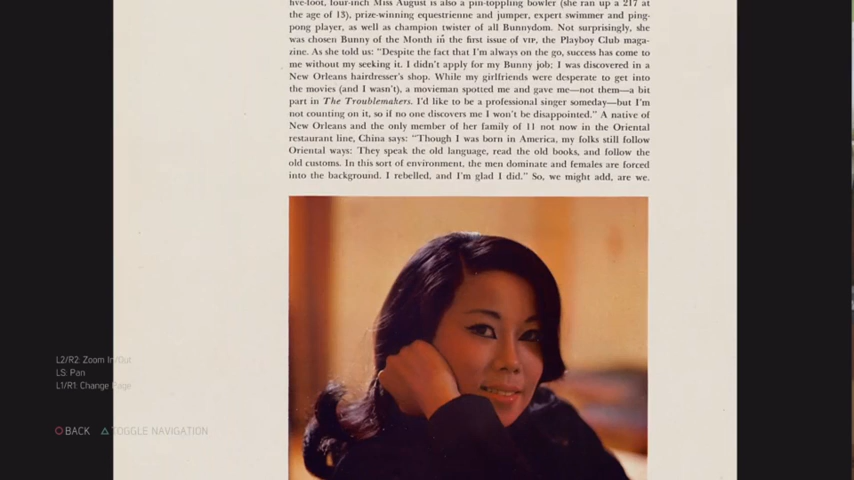 five-foot, four-inch Miss August is also a pin-toppling bowler (she ran up a 217 at
the age of 13), prize-winning equestrienne and jumper, expert swimmer and ping-
pong player, as well as champion twister of all Bunnydom. Not surprisingly, she
was chosen Bunny of the Month in the first issue of VIP, the Playboy Club maga-
zine. As she told us: "Despite the fact that I'm always on the go, success has come to
me without my seeking it. I didn't apply for my Bunny job; I was discovered in a
New Orleans hairdresser's shop. While my girlfriends were desperate to get into
the movies (and I wasn't), a movieman spotted me and gave me—not them—a bit
part in The Troublemakers. I'd like to be a professional singer someday—but I'm
not counting on it, so if no one discovers me I won't be disappointed." A native of
New Orleans and the only member of her family of 11 not now in the Oriental
restaurant line, China says: "Though I was born in America, my folks still follow
Oriental ways: They speak the old language, read the old books, and follow the
old customs. In this sort of environment, the men dominate and females are forced
into the background. I rebelled, and I'm glad I did." So, we might add, are we.
L2/R2: Zoom In/Out
LS: Pan
L1/R1: Change Page
BACK TOGGLE NAVIGATION